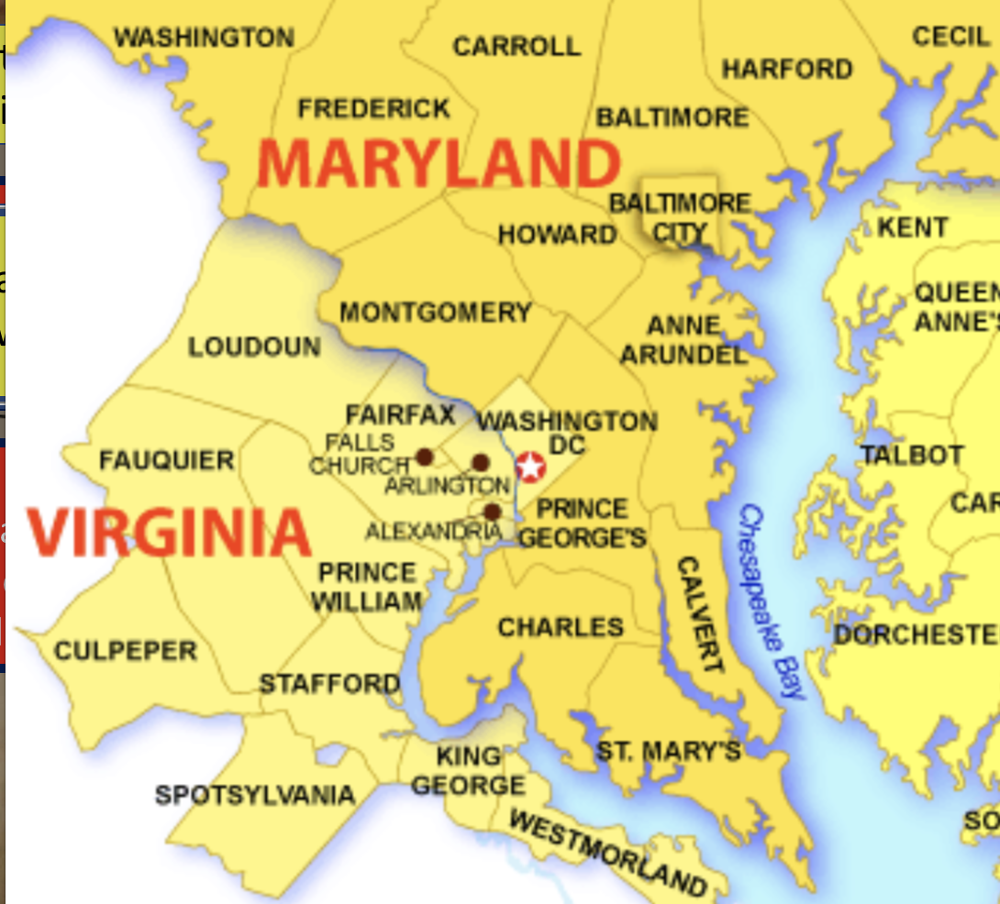 WASHINGTON
CARROLL
CECIL
HARFORD
FREDERICK
BALTIMORE
MARYLAND
BALTIMORE
CITY
HOWARD
KENT
MONTGOMERY
QUEEN
ANNE'S
ANNE
ARUNDEL
LOUDOUN
FAIRFAX
WASHINGTON
DC
FALLS
CHURCH
FAUQUIER
ARLINGTON
TALBOT
CAR
VIRGINIA
ALEXANDRIA
PRINCE
GEORGE'S
Chesapeake Bay
PRINCE
WILLIAM
CALVERT
CHARLES
DORCHESTE
CULPEPER
STAFFORD
KING
GEORGE
ST. MARY'S
SPOTSYLVANIA
WESTMORLAND
SO